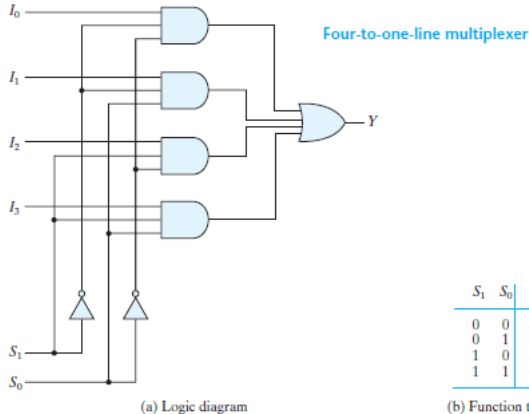 I₀
Four-to-one-line multiplexer
I₁
Y
I₂
I₃
S₁ S₀
0 0
0 1
1 0
1 1
S₁
S₀
(a) Logic diagram
(b) Function